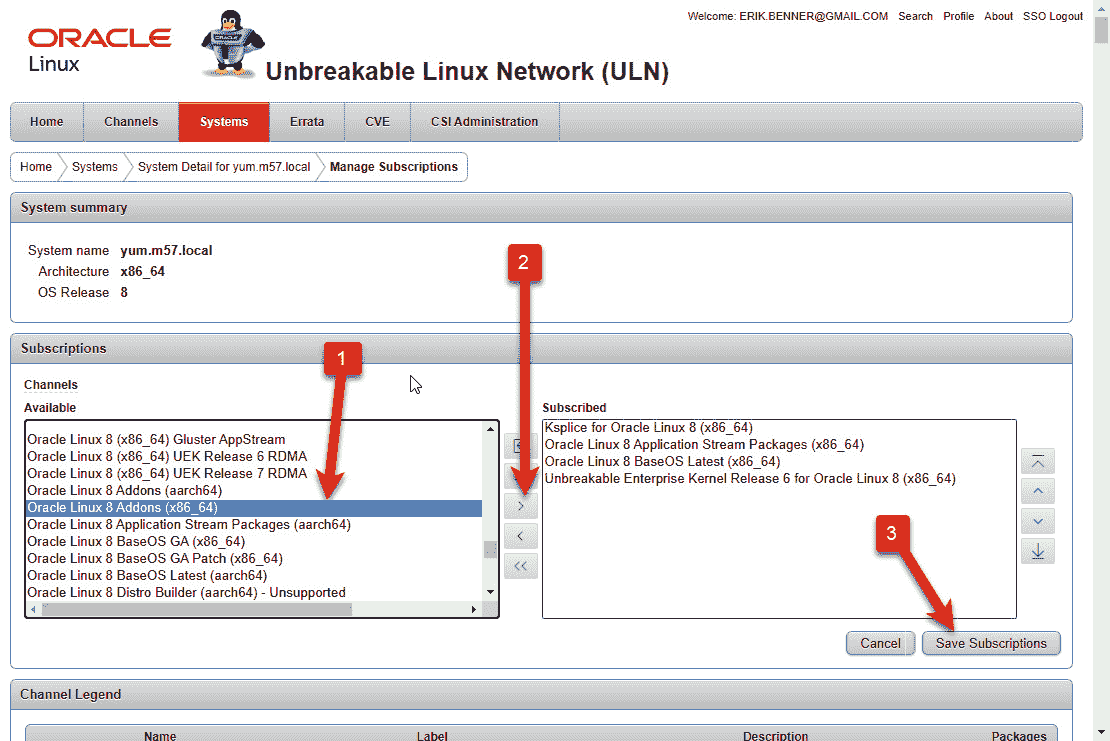 Welcome: ERIK.BENNER@GMAIL.COM Search Profile About SSO Logout
ORACLE
Linux
ORACLE
Unbreakable Linux Network (ULN)
Home Channels Systems Errata CVE CSI Administration
Home Systems System Detail for yum.m57.local Manage Subscriptions
System summary
System name yum.m57.local
Architecture x86_64
OS Release 8
2
Subscriptions
1
Channels
Available
Subscribed
Oracle Linux 8 (x86_64) Gluster AppStream
Oracle Linux 8 (x86_64) UEK Release 6 RDMA
Oracle Linux 8 (x86_64) UEK Release 7 RDMA
Oracle Linux 8 Addons (aarch64)
Oracle Linux 8 Addons (x86_64)
Oracle Linux 8 Application Stream Packages (aarch64)
Oracle Linux 8 BaseOS GA (x86_64)
Oracle Linux 8 BaseOS GA Patch (x86_64)
Oracle Linux 8 BaseOS Latest (aarch64)
Oracle Linux 8 Distro Builder (aarch64) - Unsupported
Ksplice for Oracle Linux 8 (x86_64)
Oracle Linux 8 Application Stream Packages (x86_64)
Oracle Linux 8 BaseOS Latest (x86_64)
Unbreakable Enterprise Kernel Release 6 for Oracle Linux 8 (x86_64)
3
Cancel Save Subscriptions
Channel Legend
Name Label Description Packages